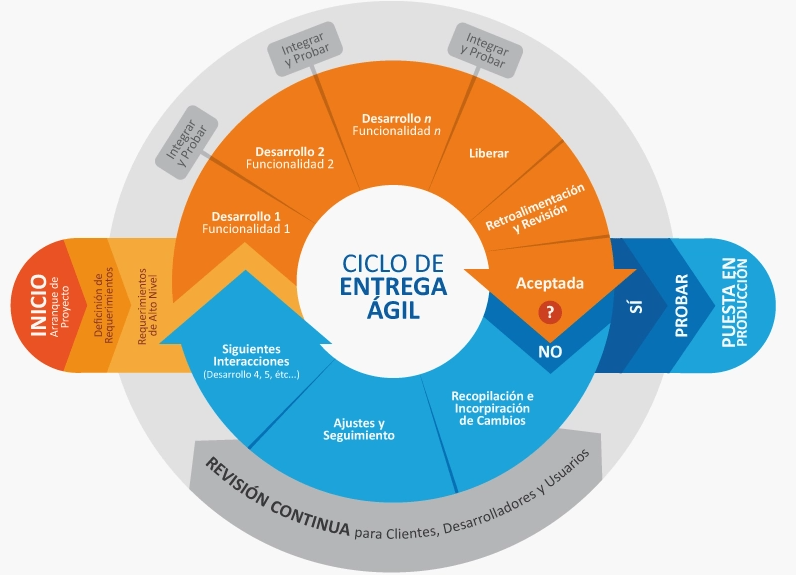 Integrar
y Probar
Integrar
y Probar
Integrar
y Probar
Desarrollo n
Funcionalidad n
Desarrollo 2
Funcionalidad 2
Liberar
Desarrollo 1
Funcionalidad 1
Retroalimentación
y Revisión
CICLO DE
ENTREGA
ÁGIL
INICIO
Arranque de
Proyecto
Definición de
Requerimientos
Requerimientos
de Alto Nivel
Aceptada
?
NO
SÍ
PROBAR
PUESTA EN
PRODUCCIÓN
Siguientes
Interacciones
(Desarrollo 4, 5, étc...)
Recopilación e
Incorpiración
de Cambios
Ajustes y
Seguimiento
REVISIÓN CONTINUA para Clientes, Desarrolladores y Usuarios